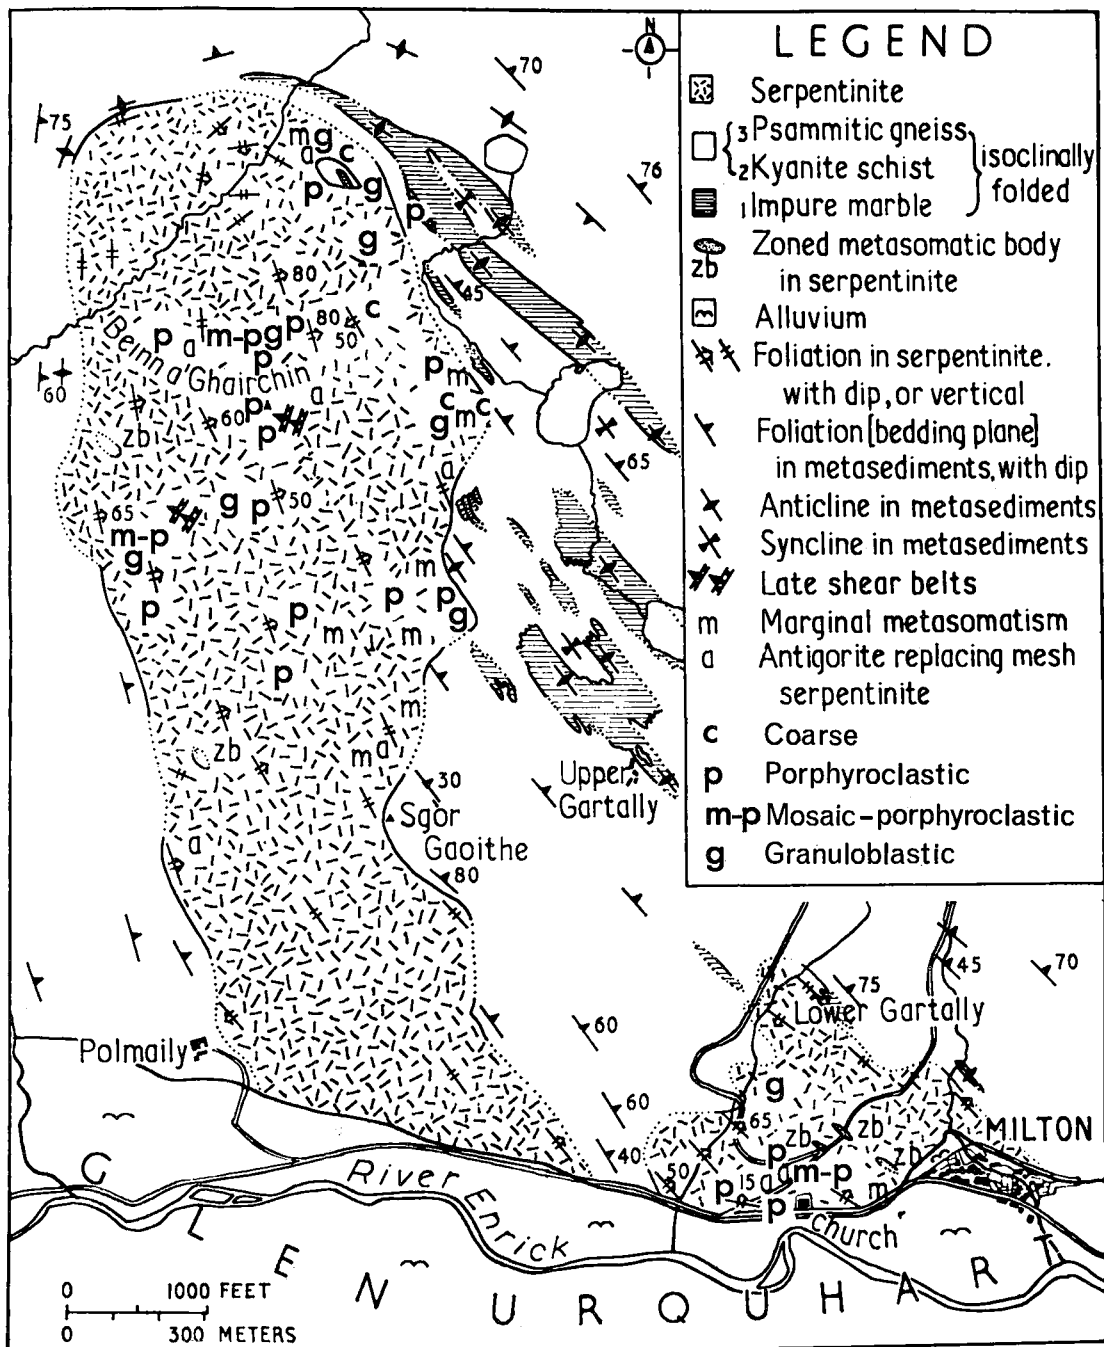 N
LEGEND
Serpentinite
3 Psammitic gneiss
2 Kyanite schist
isoclinally
folded
1 Impure marble
Zoned metasomatic body
zb
in serpentinite
Alluvium
Foliation in serpentinite.
with dip, or vertical
Foliation [bedding plane]
in metasediments, with dip
Anticline in metasediments
Syncline in metasediments
Late shear belts
m Marginal metasomatism
a Antigorite replacing mesh
serpentinite
c Coarse
p Porphyroclastic
m-p Mosaic-porphyroclastic
g Granuloblastic
70
75
76
m g c
a
p g
p
g
45
80
c
p a m-p g p 80
50
p
60
Beinn a'Ghairchin
p m
a
c m c
g
p
60
p
zb
65
a
g p 50
65
m-p
g
m
p
p
p
p
g
m
m
p
m
zb
m a
30
Upper
Gartally
Sgor
Gaoithe
a
80
75
45
70
Lower Gartally
60
Polmaily
g
60
65
zb
zb
MILTON
40
p
zb
50
p 15 a a m-p
m
p
church
River Enrick
GLEN URQUHART
0 1000 FEET
0 300 METERS